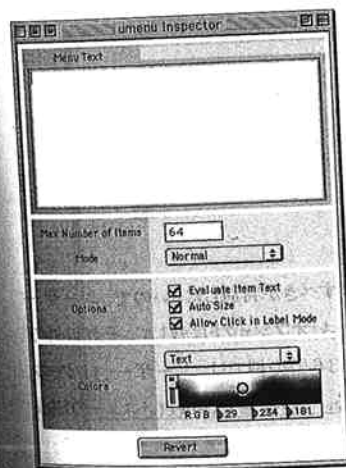 umenu Inspector
Menu Text
Max Number of Items 64
Mode Normal
Options
Evaluate Item Text
Auto Size
Allow Click in Label Mode
Text
Colors
RGB 29 234 181
Revert